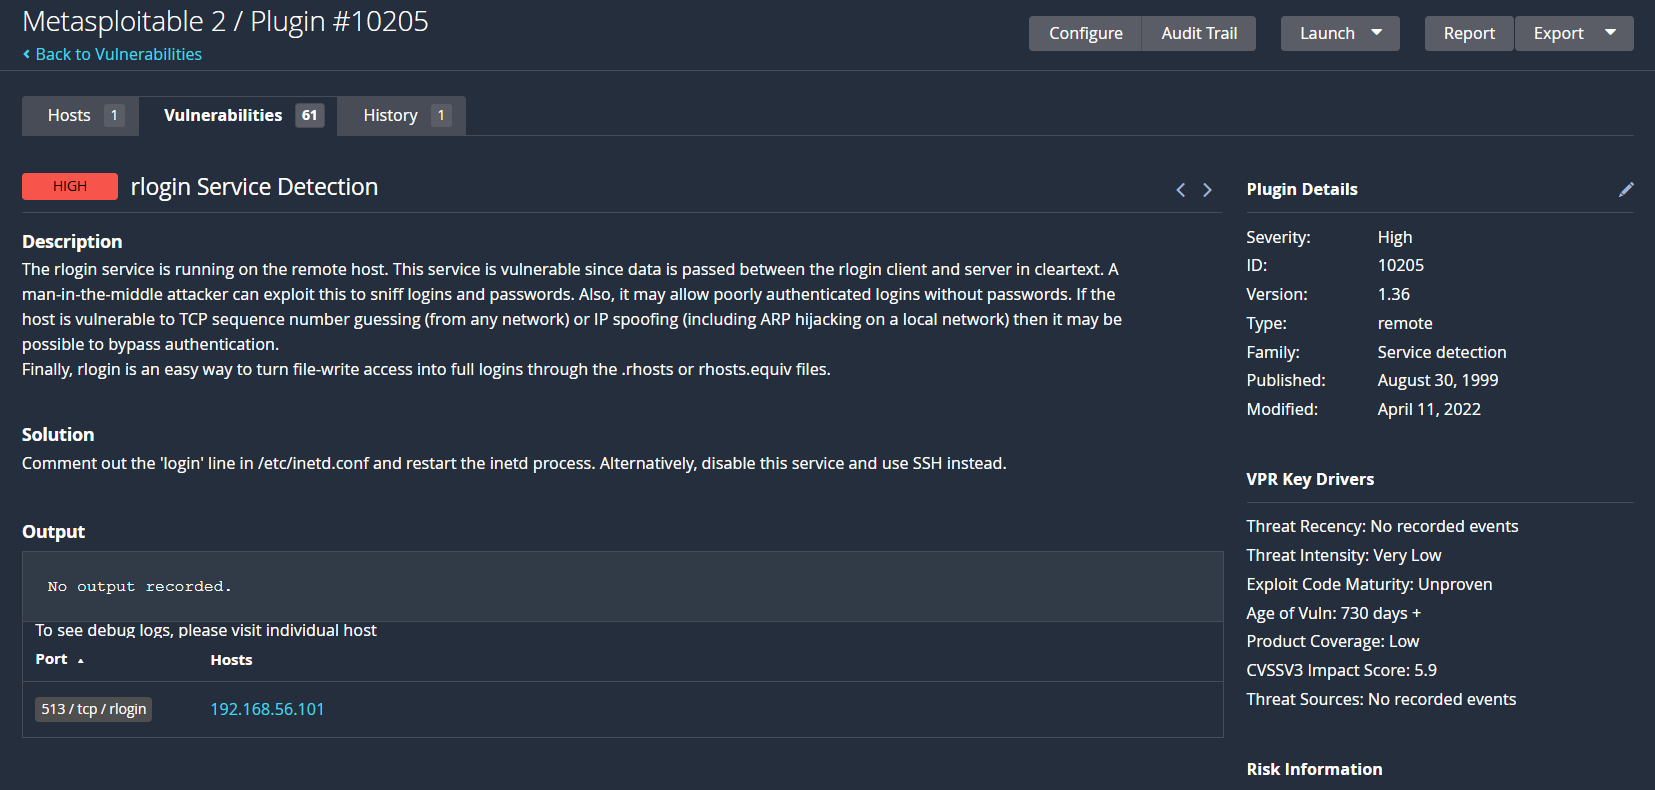 Metasploitable 2 / Plugin #10205
Back to Vulnerabilities
Configure
Audit Trail
Launch
Report
Export
Hosts 1
Vulnerabilities 61
History 1
HIGH
rlogin Service Detection
Description
The rlogin service is running on the remote host. This service is vulnerable since data is passed between the rlogin client and server in cleartext. A
man-in-the-middle attacker can exploit this to sniff logins and passwords. Also, it may allow poorly authenticated logins without passwords. If the
host is vulnerable to TCP sequence number guessing (from any network) or IP spoofing (including ARP hijacking on a local network) then it may be
possible to bypass authentication.
Finally, rlogin is an easy way to turn file-write access into full logins through the .rhosts or rhosts.equiv files.
Solution
Comment out the 'login' line in /etc/inetd.conf and restart the inetd process. Alternatively, disable this service and use SSH instead.
Output
No output recorded.
To see debug logs, please visit individual host
Port
Hosts
513 / tcp / rlogin
192.168.56.101
Plugin Details
Severity: High
ID: 10205
Version: 1.36
Type: remote
Family: Service detection
Published: August 30, 1999
Modified: April 11, 2022
VPR Key Drivers
Threat Recency: No recorded events
Threat Intensity: Very Low
Exploit Code Maturity: Unproven
Age of Vuln: 730 days +
Product Coverage: Low
CVSSV3 Impact Score: 5.9
Threat Sources: No recorded events
Risk Information